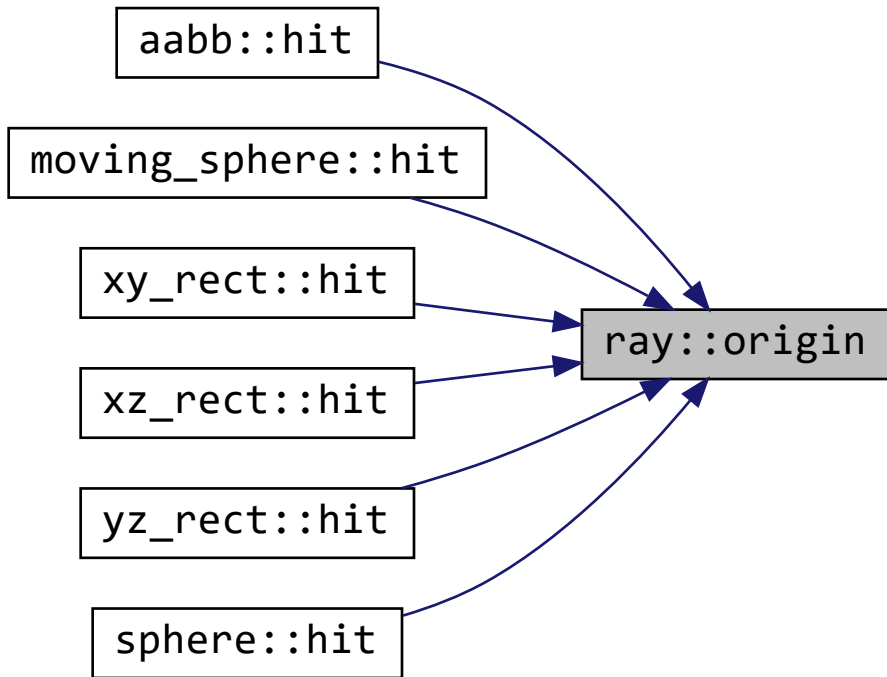 aabb::hit
moving_sphere::hit
xy_rect::hit
ray::origin
xz_rect::hit
yz_rect::hit
sphere::hit